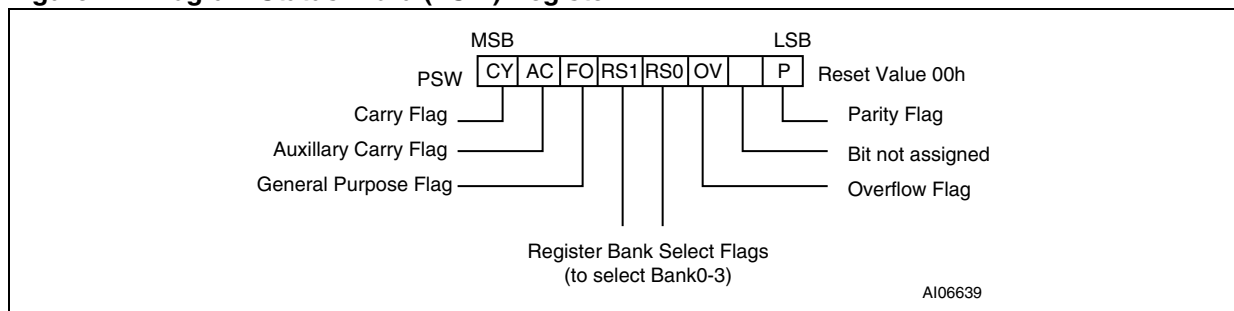 MSB LSB
PSW CY AC FO RS1 RS0 OV P Reset Value 00h
Carry Flag Parity Flag
Auxillary Carry Flag Bit not assigned
General Purpose Flag Overflow Flag
Register Bank Select Flags
(to select Bank0-3)
AI06639